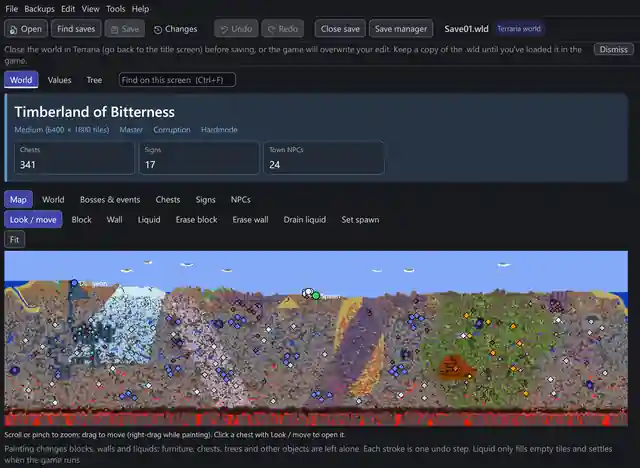 File Backups Edit View Tools Help
Open Find saves Save Changes Undo Redo Close save Save manager Save01.wld Terraria world
Close the world in Terraria (go back to the title screen) before saving, or the game will overwrite your edit. Keep a copy of the .wld until you've loaded it in the
game.
Dismiss
World Values Tree Find on this screen (Ctrl+F)
Timberland of Bitterness
Medium (6400 × 1800 tiles) Master Corruption Hardmode
Chests Signs Town NPCs
341 17 24
Map World Bosses & events Chests Signs NPCs
Look / move Block Wall Liquid Erase block Erase wall Drain liquid Set spawn
Fit
Spawn
Scroll or pinch to zoom; drag to move (right-drag while painting). Click a chest with Look / move to open it.
Painting changes blocks, walls and liquids; furniture, chests, trees and other objects are left alone. Each stroke is one undo step. Liquid only fills empty tiles and settles
when the game runs.